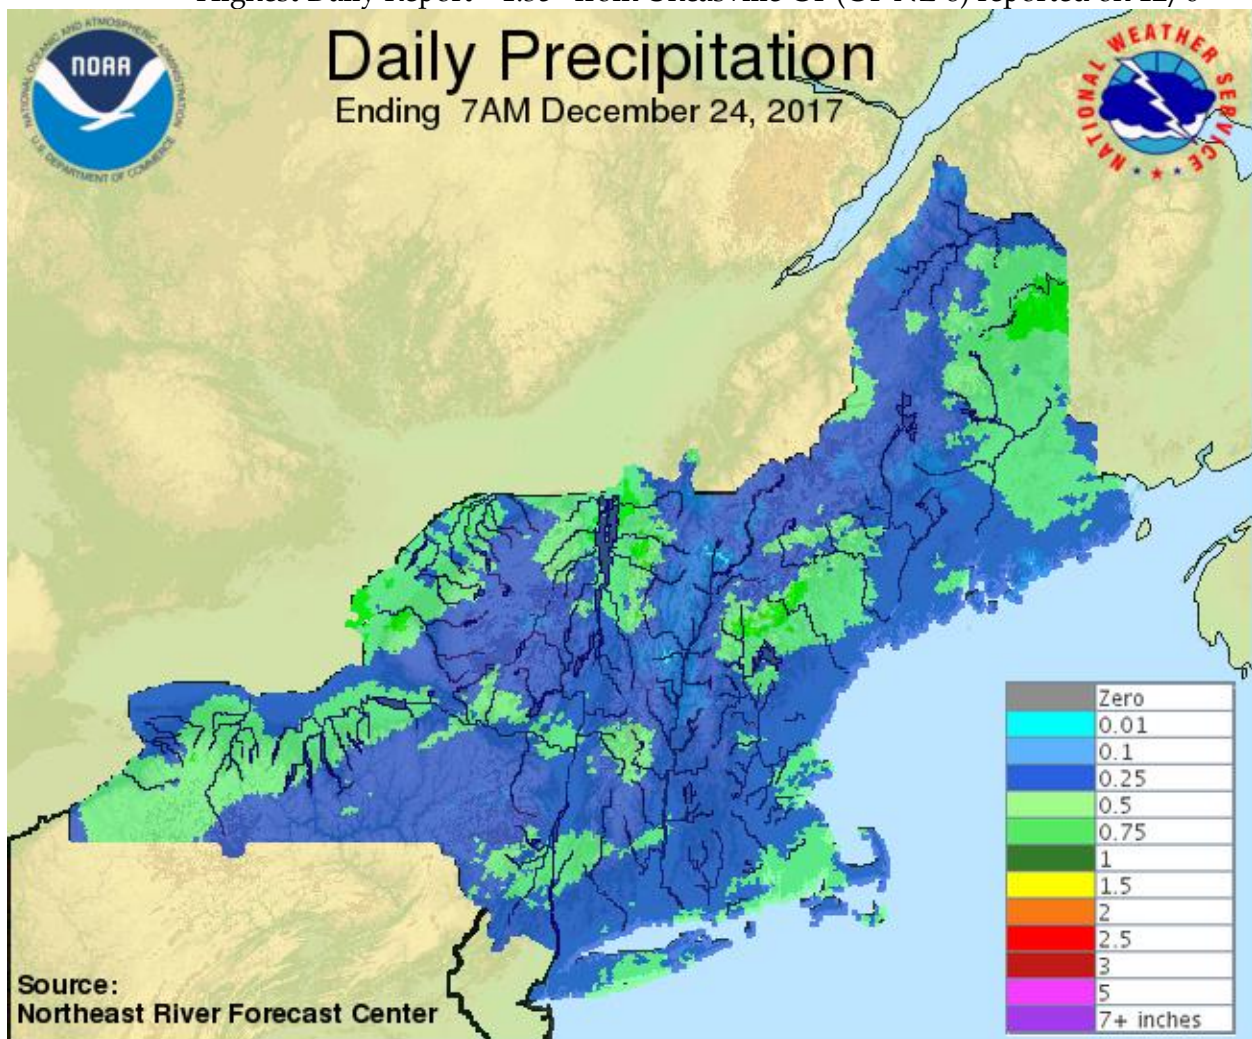 Daily Precipitation
Ending 7AM December 24, 2017
NOAA
NATIONAL OCEANIC AND ATMOSPHERIC ADMINISTRATION
U.S. DEPARTMENT OF COMMERCE
NATIONAL WEATHER SERVICE
Zero
0.01
0.1
0.25
0.5
0.75
1
1.5
2
2.5
3
5
7+ inches
Source:
Northeast River Forecast Center